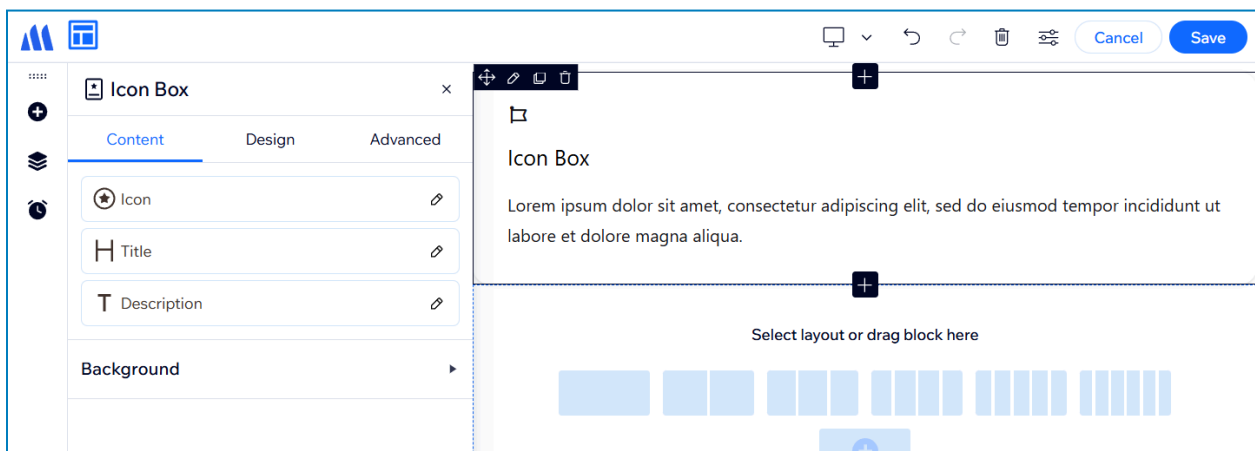 Cancel
Save
Icon Box
Content
Design
Advanced
Icon
Title
Description
Background
Icon Box
Lorem ipsum dolor sit amet, consectetur adipiscing elit, sed do eiusmod tempor incididunt ut
labore et dolore magna aliqua.
Select layout or drag block here